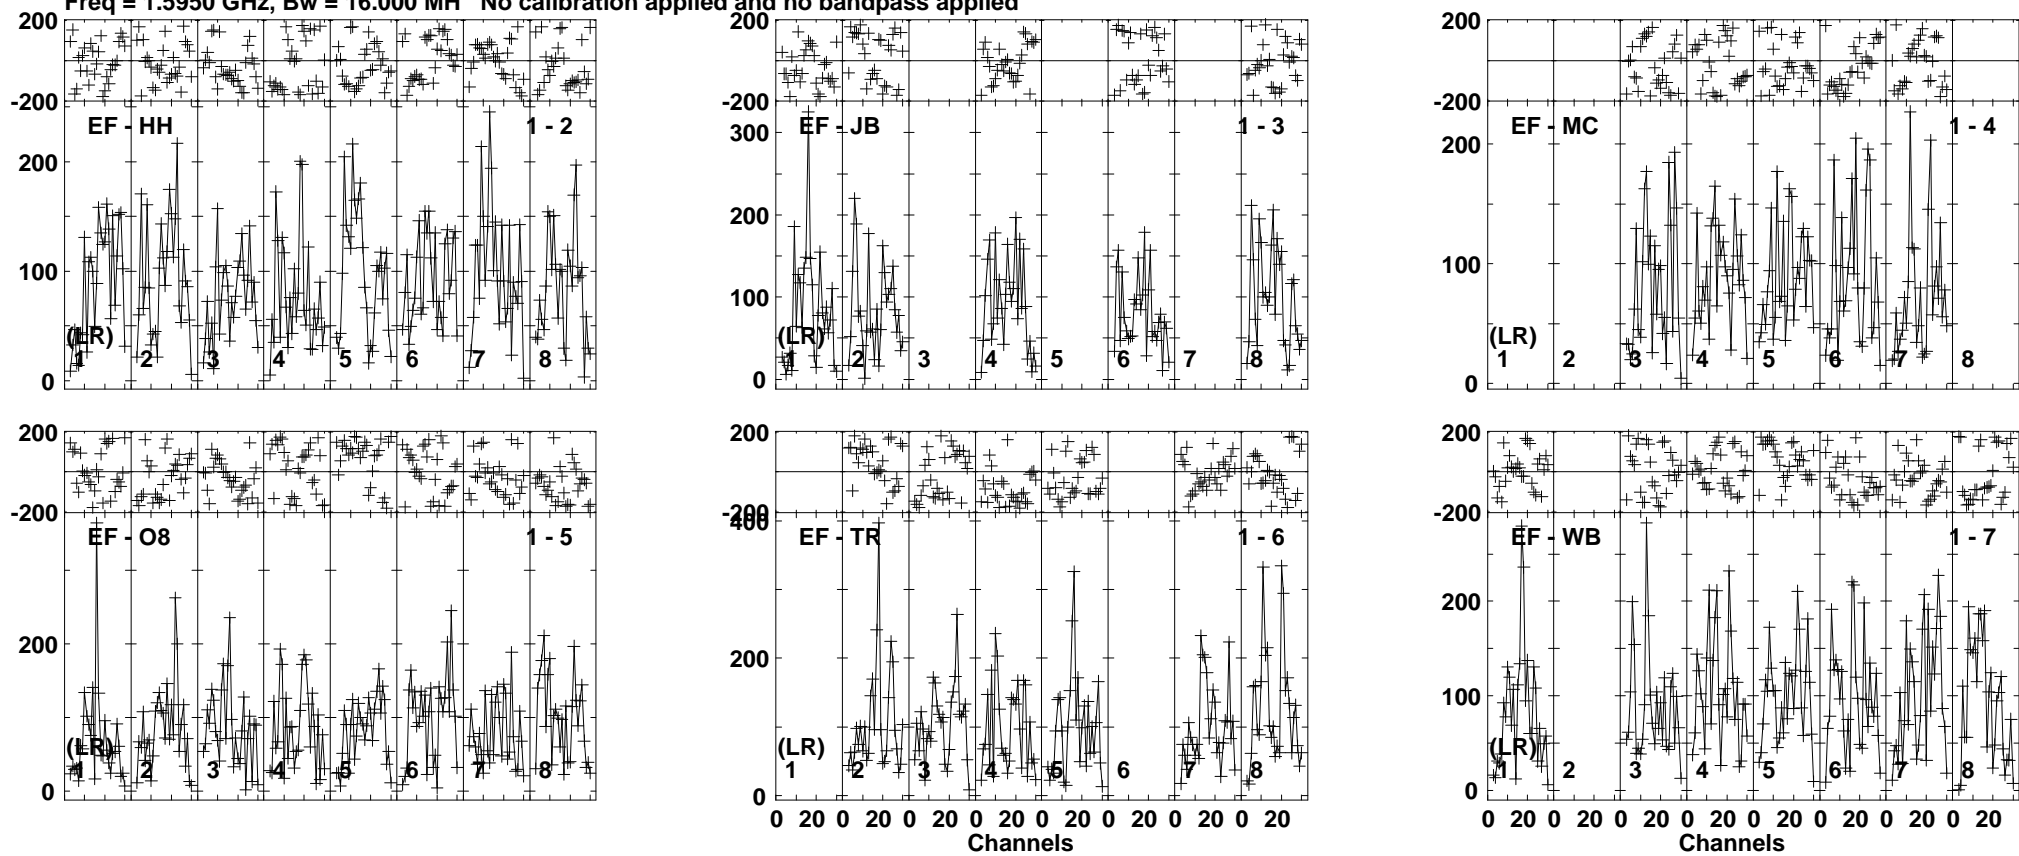 Freq = 1.5950 GHz, Bw = 16.000 MH No calibration applied and no bandpass applied
200
-200
EF - HH 1 - 2
200
100
0
(LR)
1 2 3 4 5 6 7 8
200
-200
EF - JB 1 - 3
300
200
100
0
(LR)
1 2 3 4 5 6 7 8
200
-200
EF - MC 1 - 4
200
100
0
(LR)
1 2 3 4 5 6 7 8
200
-200
EF - O8 1 - 5
200
0
(LR)
1 2 3 4 5 6 7 8
200
-200
400
EF - TR 1 - 6
200
0
(LR)
1 2 3 4 5 6 7 8
0 20 0 20 0 20 0 20 0 20 0 20 0 20 0 20
Channels
200
-200
EF - WB 1 - 7
200
100
0
(LR)
1 2 3 4 5 6 7 8
0 20 0 20 0 20 0 20 0 20 0 20 0 20 0 20
Channels